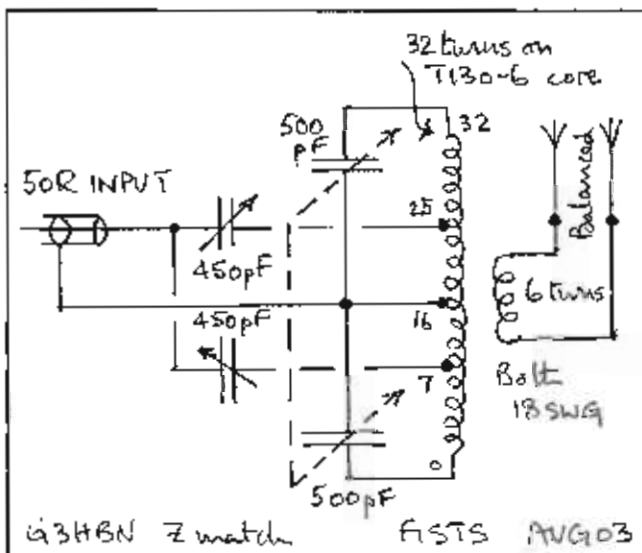 32 turns on
T130-6 core
500
pF
32
50R INPUT
25
450pF
450pF
16
7
0
500pF
Balanced
6 turns
Both
18SWG
G3HBN Z match FISTS AUG03